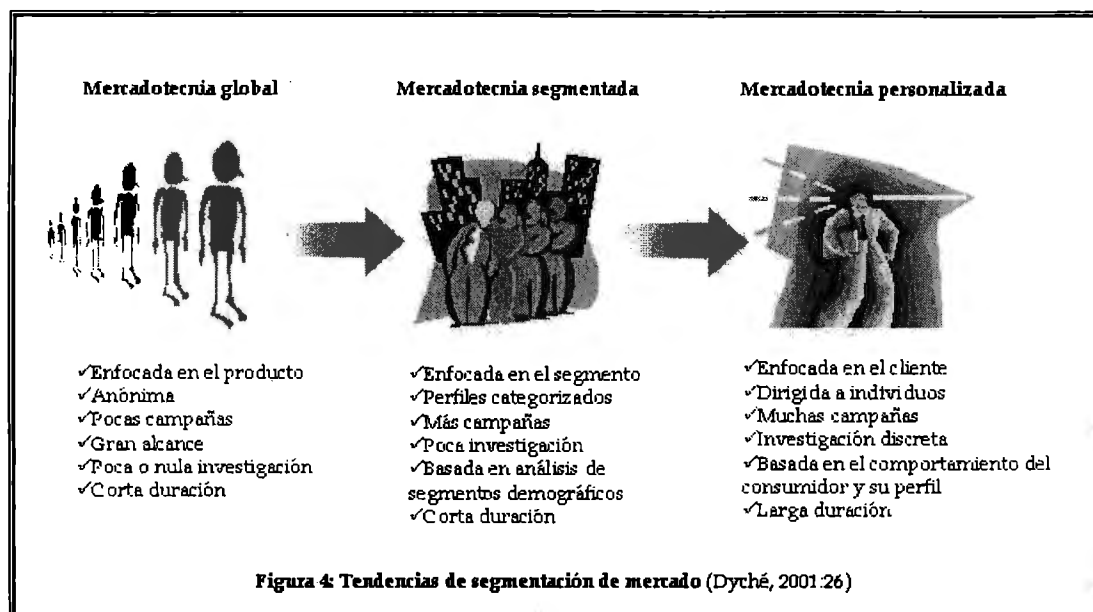 Mercadotecnia global
✓Enfocada en el producto
✓Anónima
✓Pocas campañas
✓Gran alcance
✓Poca o nula investigación
✓Corta duración
Mercadotecnia segmentada
✓Enfocada en el segmento
✓Perfiles categorizados
✓Más campañas
✓Poca investigación
✓Basada en análisis de
segmentos demográficos
✓Corta duración
Mercadotecnia personalizada
✓Enfocada en el cliente
✓Dirigida a individuos
✓Muchas campañas
✓Investigación discreta
✓Basada en el comportamiento del
consumidor y su perfil
✓Larga duración
Figura 4: Tendencias de segmentación de mercado (Dyché, 2001:26)